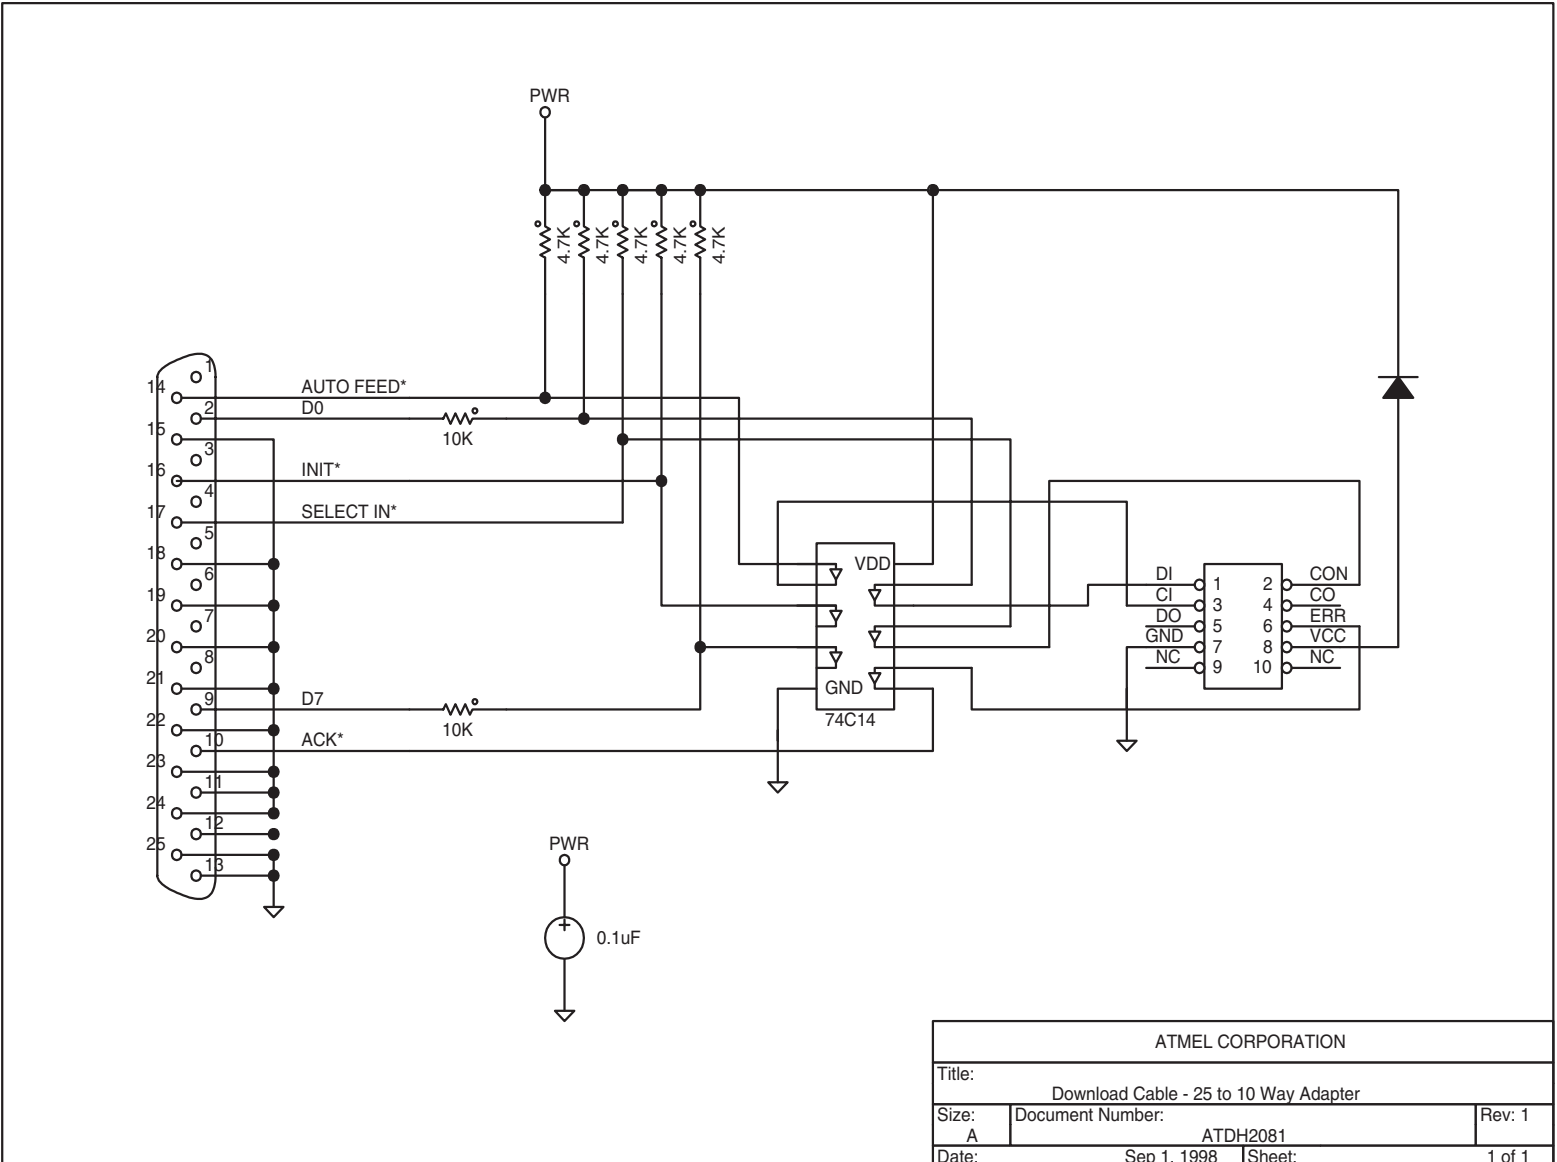 PWR
4.7K 4.7K 4.7K 4.7K 4.7K
1
14
AUTO FEED*
2
D0
10K
15
3
16
INIT*
4
17
SELECT IN*
5
18
6
19
7
20
8
21
9
D7
10K
22
10
ACK*
23
11
24
12
25
13
VDD
GND
74C14
DI 1 2 CON
CI 3 4 CO
DO 5 6 ERR
GND 7 8 VCC
NC 9 10 NC
PWR
+
0.1uF
ATMEL CORPORATION
Title:
Download Cable - 25 to 10 Way Adapter
Size: Document Number: Rev: 1
A ATDH2081
Date: Sep 1, 1998 Sheet: 1 of 1